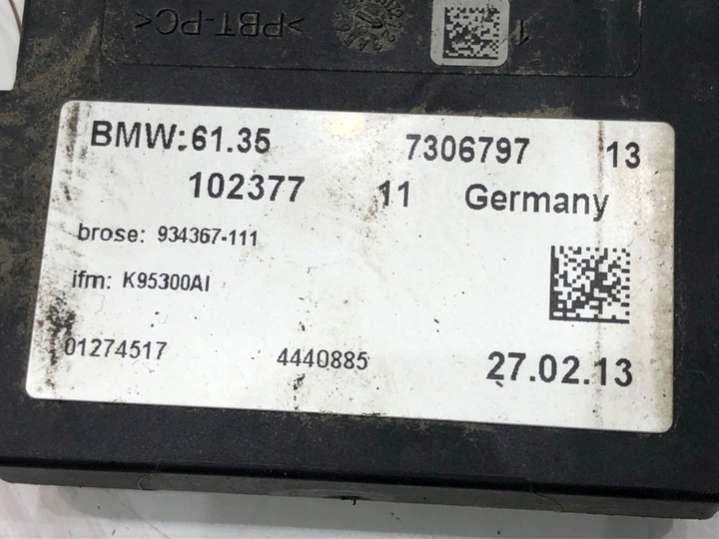 >PBT-PC<
1
BMW:61.35 7306797 13
102377 11 Germany
brose: 934367-111
ifm: K95300AI
01274517 4440885 27.02.13